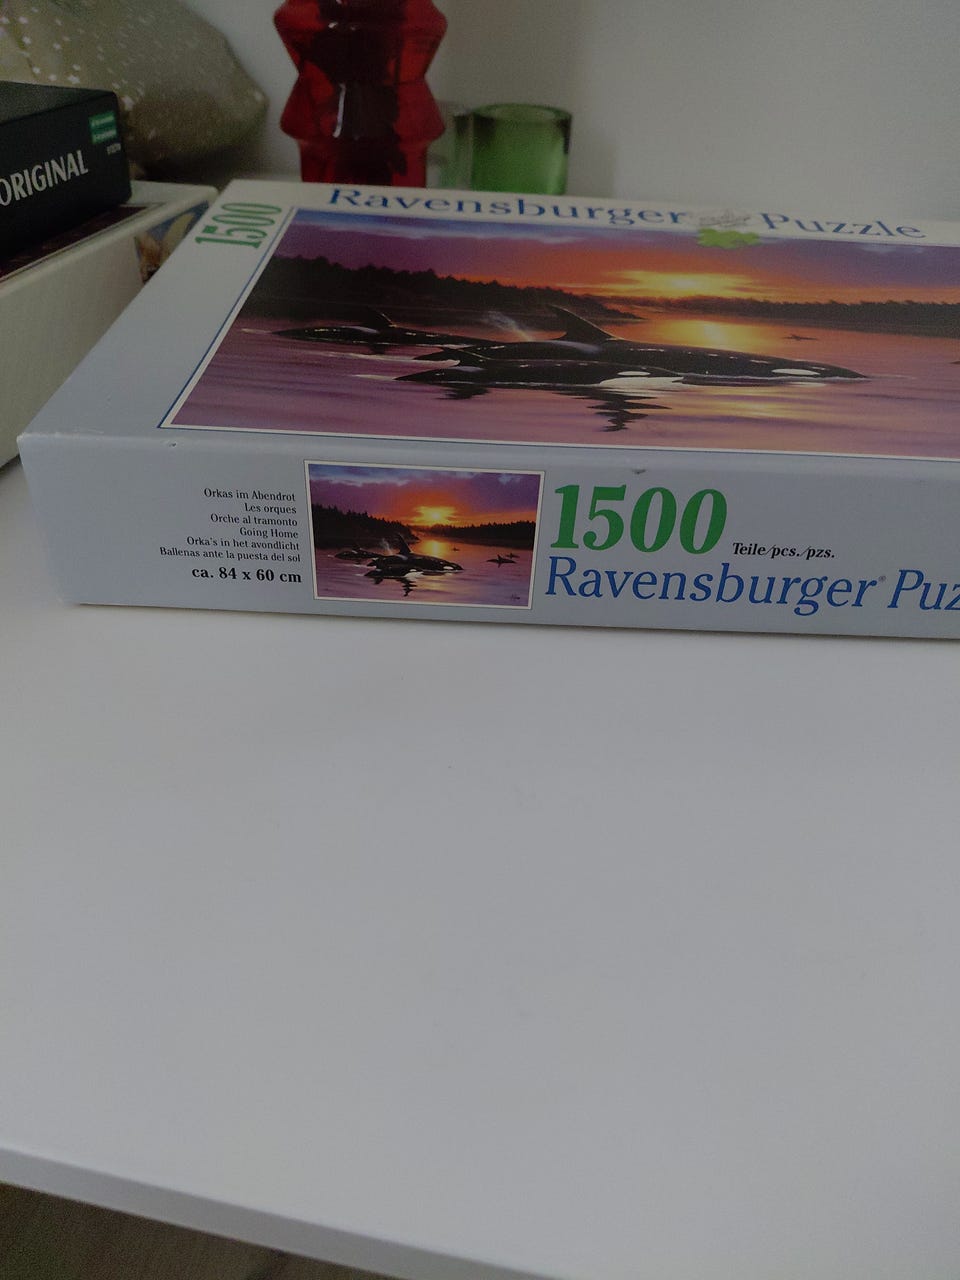 ORIGINAL
1500
Ravensburger Puzzle
Orkas im Abendrot
Les orques
Orche al tramonto
Going Home
Orka's in het avondlicht
Ballenas ante la puesta del sol
ca. 84 x 60 cm
1500 Teile/pcs./pzs.
Ravensburger® Puz